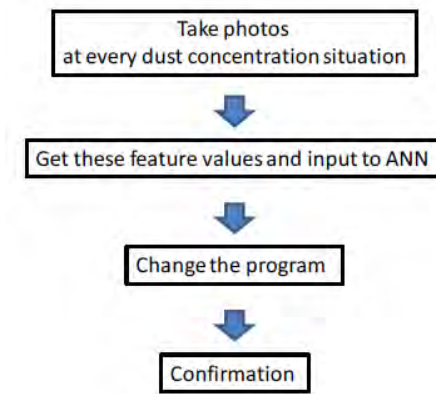 Take photos
at every dust concentration situation
Get these feature values and input to ANN
Change the program
Confirmation